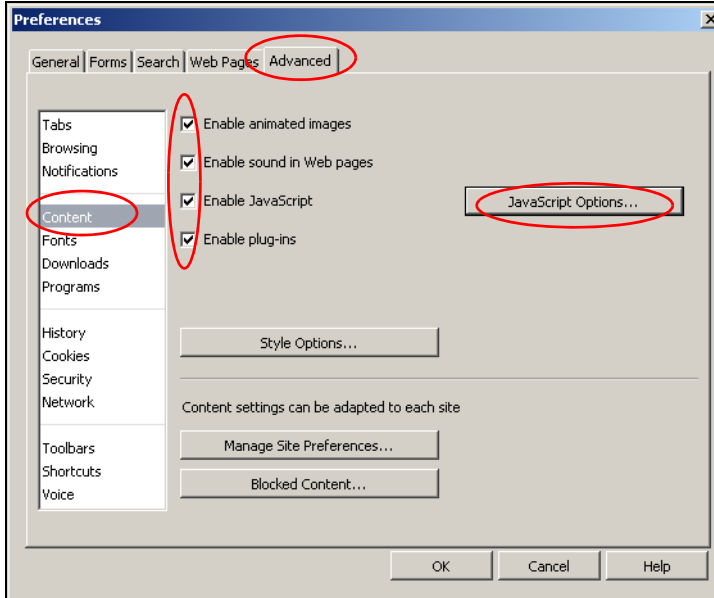 Preferences
General Forms Search Web Pages Advanced
Tabs
Browsing
Notifications
Content
Fonts
Downloads
Programs
History
Cookies
Security
Network
Toolbars
Shortcuts
Voice
Enable animated images
Enable sound in Web pages
Enable JavaScript
JavaScript Options...
Enable plug-ins
Style Options...
Content settings can be adapted to each site
Manage Site Preferences...
Blocked Content...
OK Cancel Help